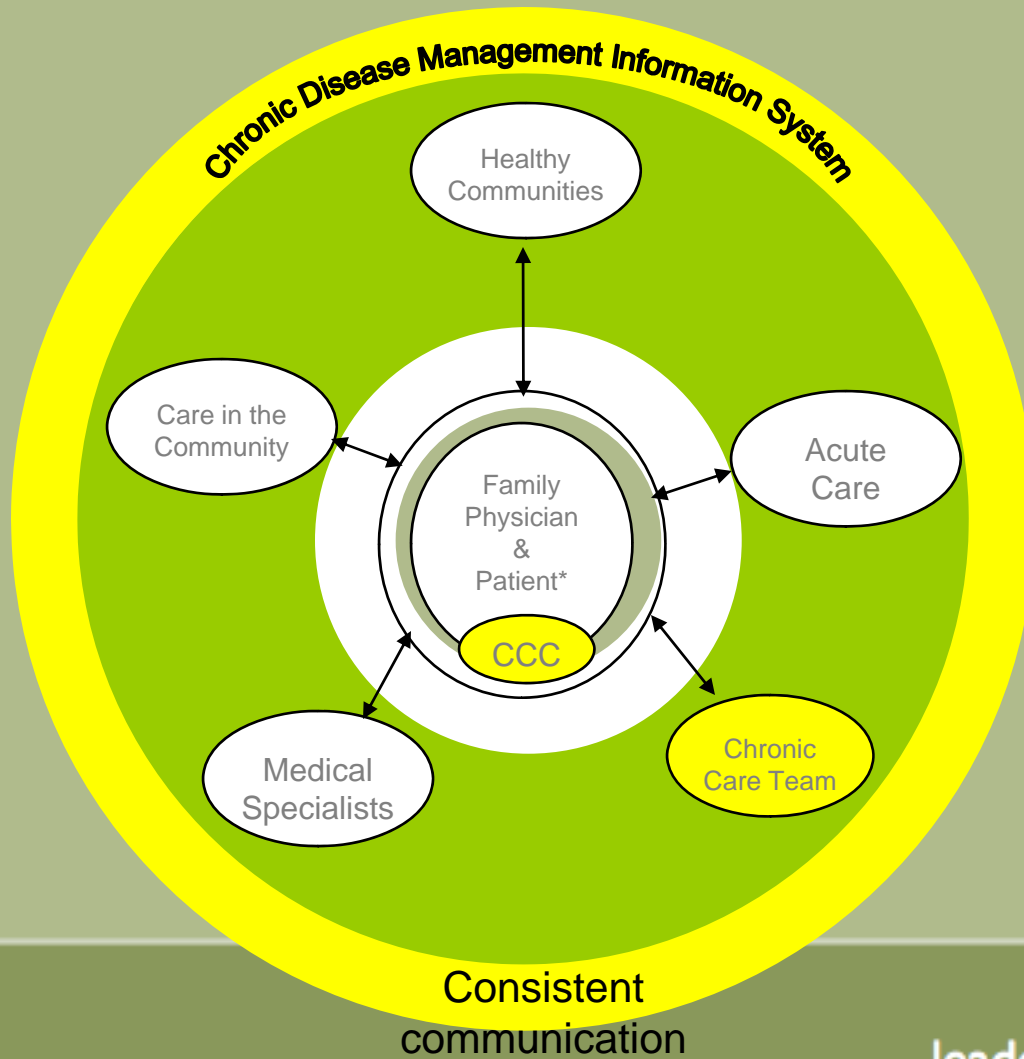 Chronic Disease Management Information System
Healthy
Communities
Care in the
Community
Acute
Care
Family
Physician
&
Patient*
CCC
Chronic
Care Team
Medical
Specialists
Consistent
communication